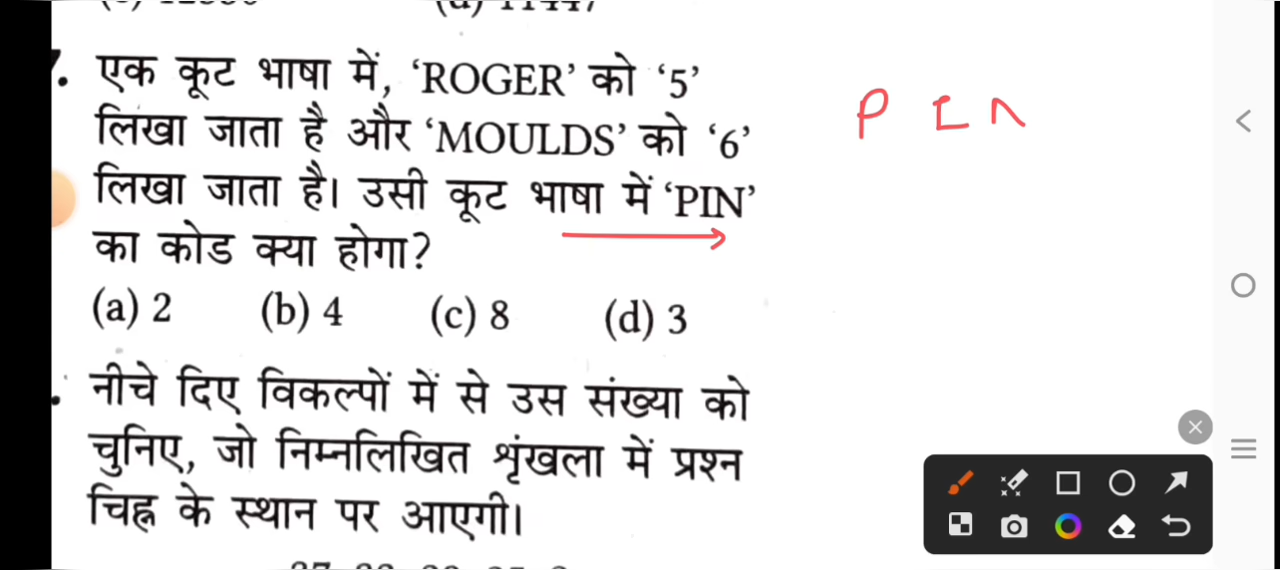 7. एक कूट भाषा में, ‘ROGER’ को ‘5’
लिखा जाता है और ‘MOULDS’ को ‘6’
लिखा जाता है। उसी कूट भाषा में ‘PIN’
का कोड क्या होगा?
(a) 2 (b) 4 (c) 8 (d) 3
नीचे दिए विकल्पों में से उस संख्या को
चुनिए, जो निम्नलिखित शृंखला में प्रश्न
चिह्न के स्थान पर आएगी।
P I N